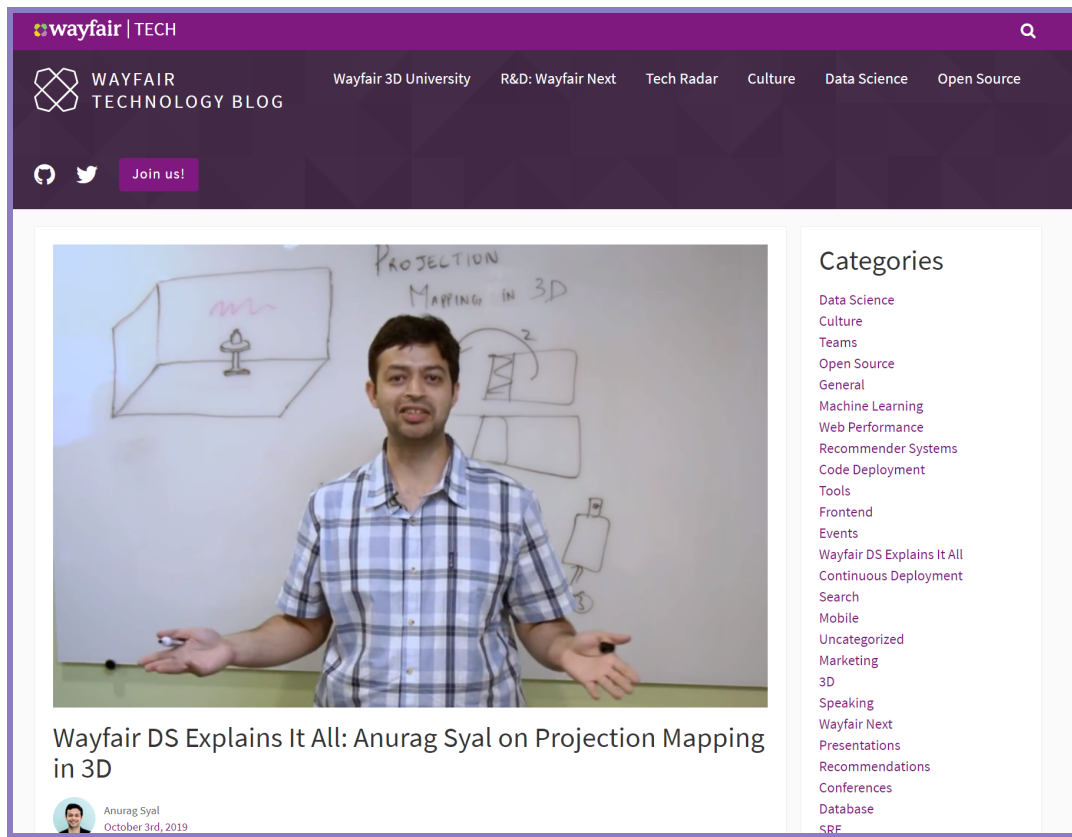 wayfair | TECH
WAYFAIR
TECHNOLOGY BLOG
Wayfair 3D University
R&D: Wayfair Next
Tech Radar
Culture
Data Science
Open Source
Join us!
PROJECTION
MAPPING IN 3D
2
3
Wayfair DS Explains It All: Anurag Syal on Projection Mapping
in 3D
Anurag Syal
October 3rd, 2019
Categories
Data Science
Culture
Teams
Open Source
General
Machine Learning
Web Performance
Recommender Systems
Code Deployment
Tools
Frontend
Events
Wayfair DS Explains It All
Continuous Deployment
Search
Mobile
Uncategorized
Marketing
3D
Speaking
Wayfair Next
Presentations
Recommendations
Conferences
Database
SRE